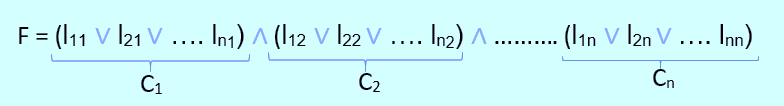 F = (l₁₁ ∨ l₂₁ ∨ .... lₙ₁) ∧ (l₁₂ ∨ l₂₂ ∨ .... lₙ₂) ∧ .......... (l₁ₙ ∨ l₂ₙ ∨ .... lₙₙ)
C₁ C₂ Cₙ